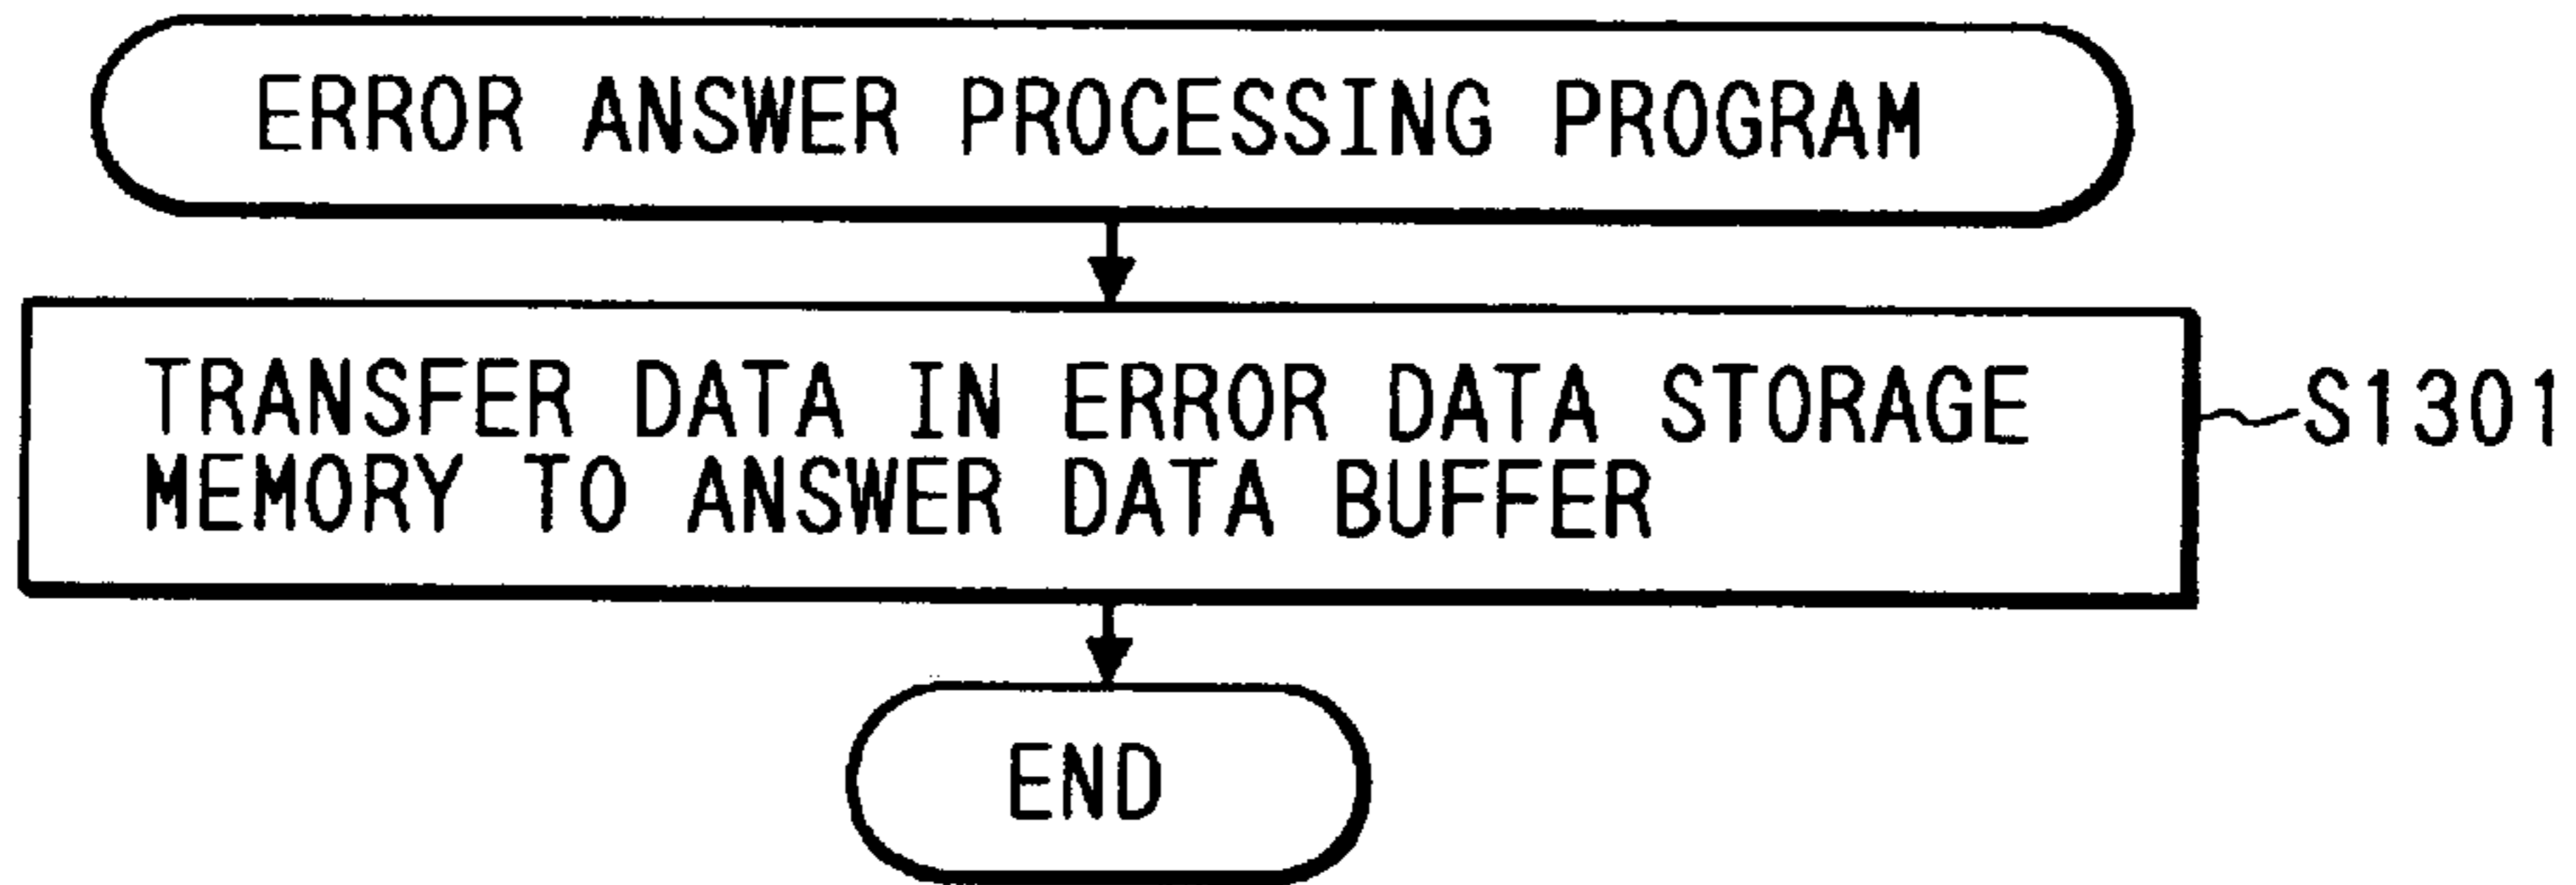 ERROR ANSWER PROCESSING PROGRAM
TRANSFER DATA IN ERROR DATA STORAGE
MEMORY TO ANSWER DATA BUFFER
S1301
END